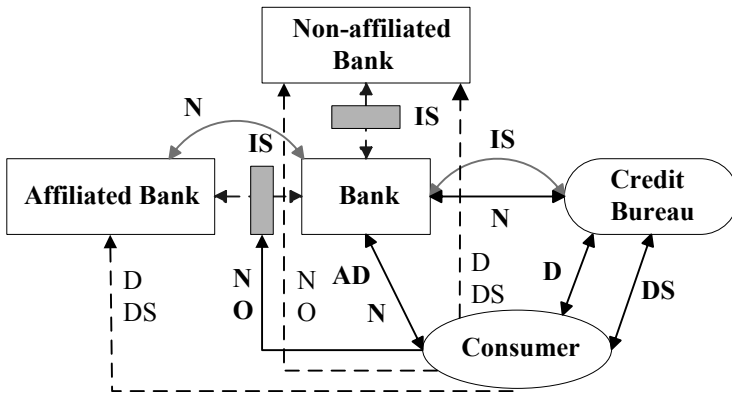 Non-affiliated
Bank
N
IS
IS
IS
Affiliated Bank
Bank
Credit
Bureau
N
D
DS
N
O
N
O
AD
N
D
DS
D
DS
Consumer